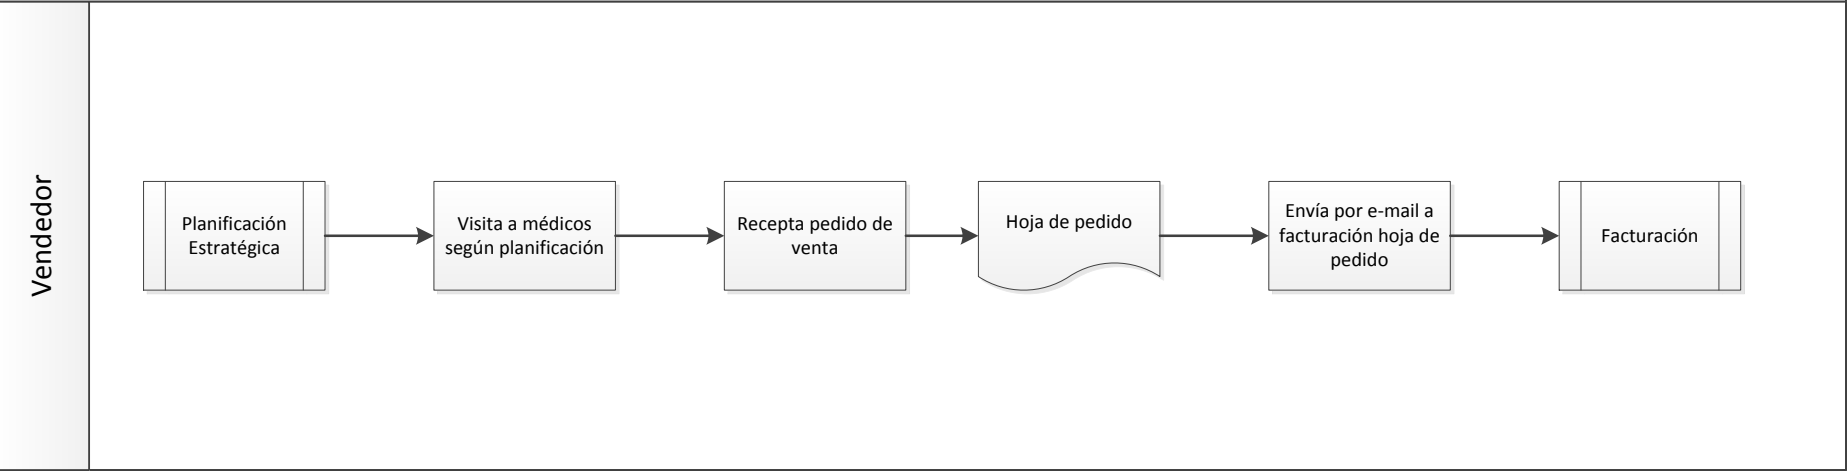 Vendedor
Planificación
Estratégica
Visita a médicos
según planificación
Recepta pedido de
venta
Hoja de pedido
Envía por e-mail a
facturación hoja de
pedido
Facturación